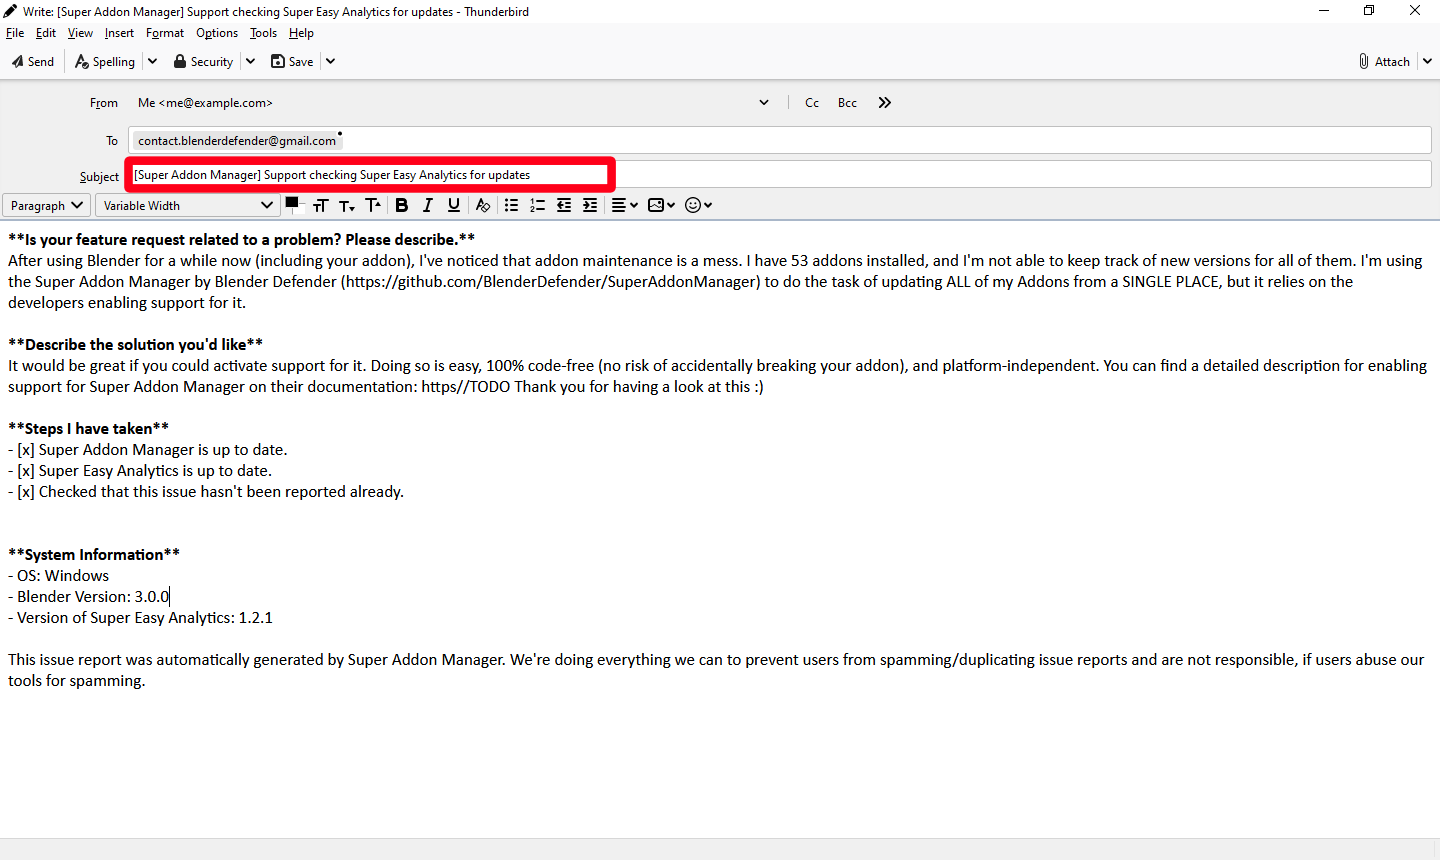 Write: [Super Addon Manager] Support checking Super Easy Analytics for updates - Thunderbird
File Edit View Insert Format Options Tools Help
Send Spelling Security Save Attach
From Me <me@example.com> Cc Bcc
To contact.blenderdefender@gmail.com
Subject [Super Addon Manager] Support checking Super Easy Analytics for updates
Paragraph Variable Width
**Is your feature request related to a problem? Please describe.**
After using Blender for a while now (including your addon), I've noticed that addon maintenance is a mess. I have 53 addons installed, and I'm not able to keep track of new versions for all of them. I'm using
the Super Addon Manager by Blender Defender (https://github.com/BlenderDefender/SuperAddonManager) to do the task of updating ALL of my Addons from a SINGLE PLACE, but it relies on the
developers enabling support for it.
**Describe the solution you'd like**
It would be great if you could activate support for it. Doing so is easy, 100% code-free (no risk of accidentally breaking your addon), and platform-independent. You can find a detailed description for enabling
support for Super Addon Manager on their documentation: https//TODO Thank you for having a look at this :)
**Steps I have taken**
- [x] Super Addon Manager is up to date.
- [x] Super Easy Analytics is up to date.
- [x] Checked that this issue hasn't been reported already.
**System Information**
- OS: Windows
- Blender Version: 3.0.0
- Version of Super Easy Analytics: 1.2.1
This issue report was automatically generated by Super Addon Manager. We're doing everything we can to prevent users from spamming/duplicating issue reports and are not responsible, if users abuse our
tools for spamming.